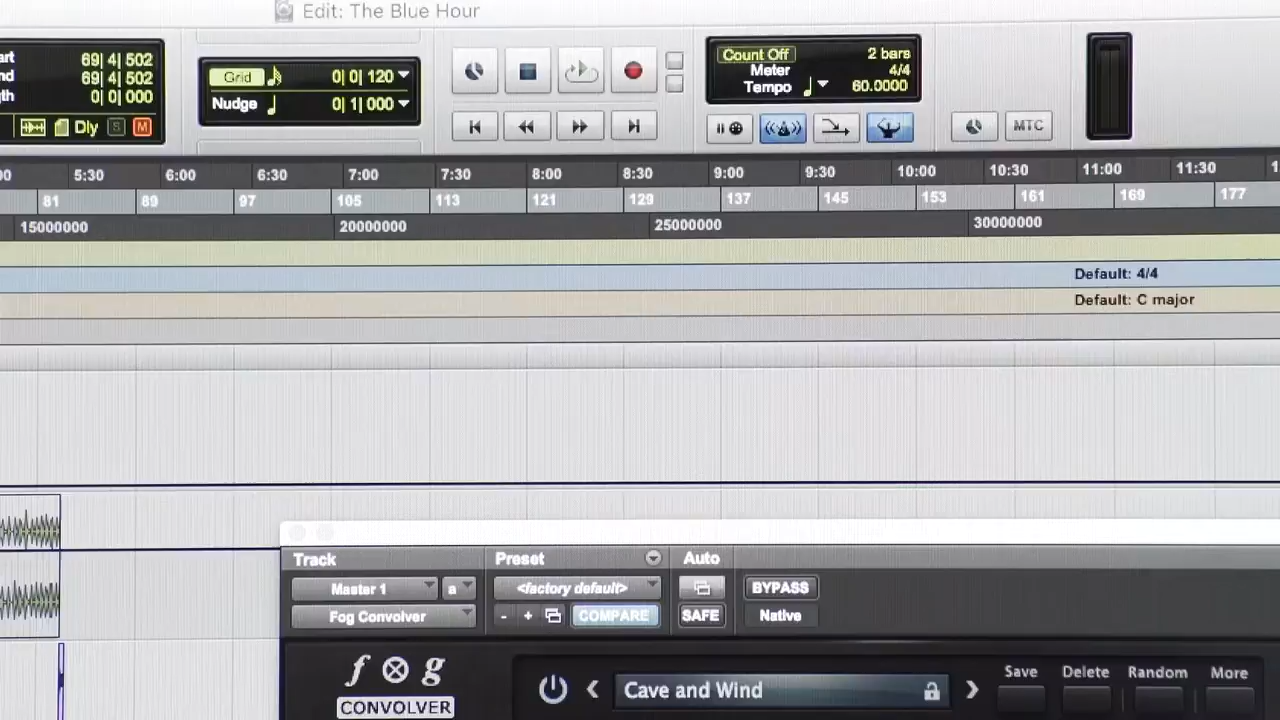 Edit: The Blue Hour
69| 4| 502
69| 4| 502
0| 0| 000
Dly S M
Grid 0| 0| 120
Nudge 0| 1| 000
Count Off 2 bars
Meter 4/4
Tempo 60.0000
MTC
5:30 6:00 6:30 7:00 7:30 8:00 8:30 9:00 9:30 10:00 10:30 11:00 11:30
81 89 97 105 113 121 129 137 145 153 161 169 177
15000000 20000000 25000000 30000000
Default: 4/4
Default: C major
Track Preset Auto
Master 1 a <factory default> BYPASS
Fog Convolver - + COMPARE SAFE Native
f⊗g
CONVOLVER
Cave and Wind
Save Delete Random More